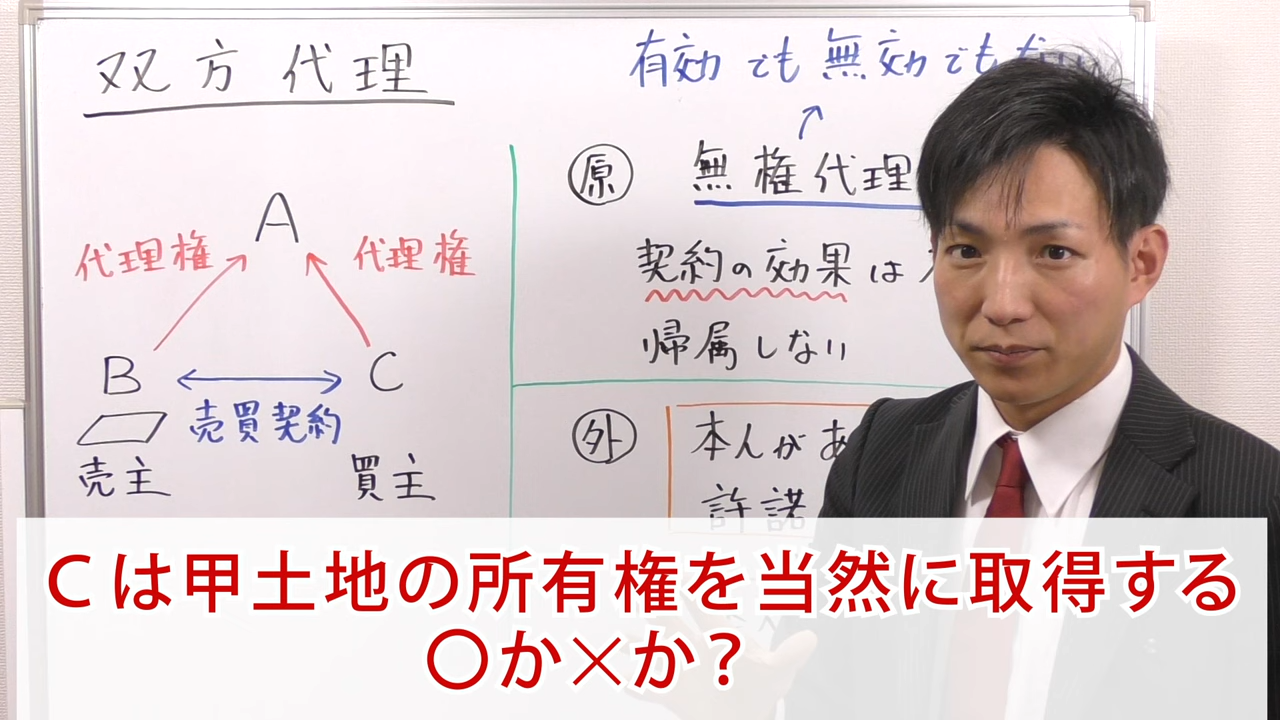 双方代理
有効でも無効でもない
A
代理権 代理権
B C
売買契約
売主 買主
原 無権代理
契約の効果は
帰属しない
外 本人があ
許諾
Cは甲土地の所有権を当然に取得する
〇か×か？